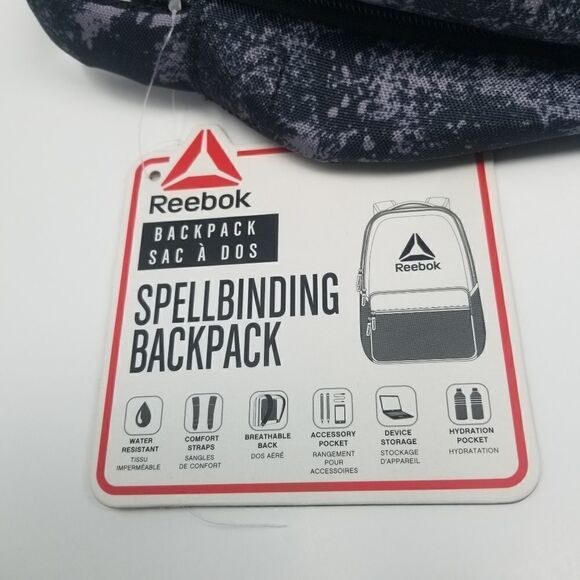 Reebok
BACKPACK
SAC À DOS
SPELLBINDING
BACKPACK
Reebok
WATER
RESISTANT
TISSU
IMPERMÉABLE
COMFORT
STRAPS
SANGLES
DE CONFORT
BREATHABLE
BACK
DOS AÉRÉ
ACCESSORY
POCKET
RANGEMENT
POUR
ACCESSOIRES
DEVICE
STORAGE
STOCKAGE
D'APPAREIL
HYDRATION
POCKET
HYDRATATION